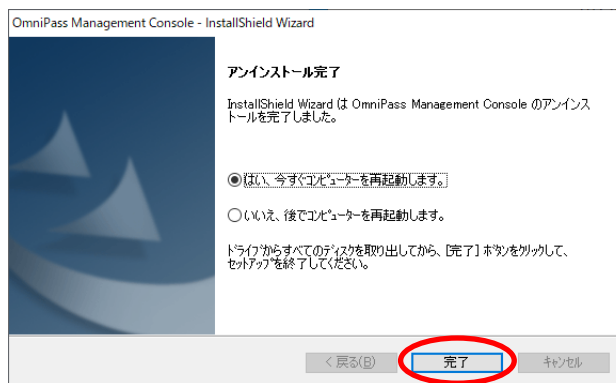 OmniPass Management Console - InstallShield Wizard
アンインストール完了
InstallShield Wizard は OmniPass Management Console のアンインス
トールを完了しました。
はい、今すぐコンピューターを再起動します。
いいえ、後でコンピューターを再起動します。
ドライブからすべてのディスクを取り出してから、[完了] ボタンをクリックして、
セットアップを終了してください。
< 戻る(B) 完了 キャンセル